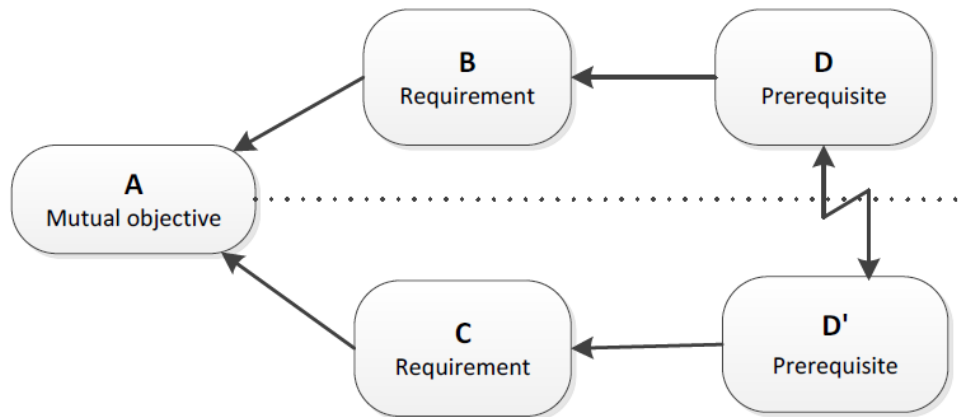 B
Requirement
D
Prerequisite
A
Mutual objective
C
Requirement
D'
Prerequisite